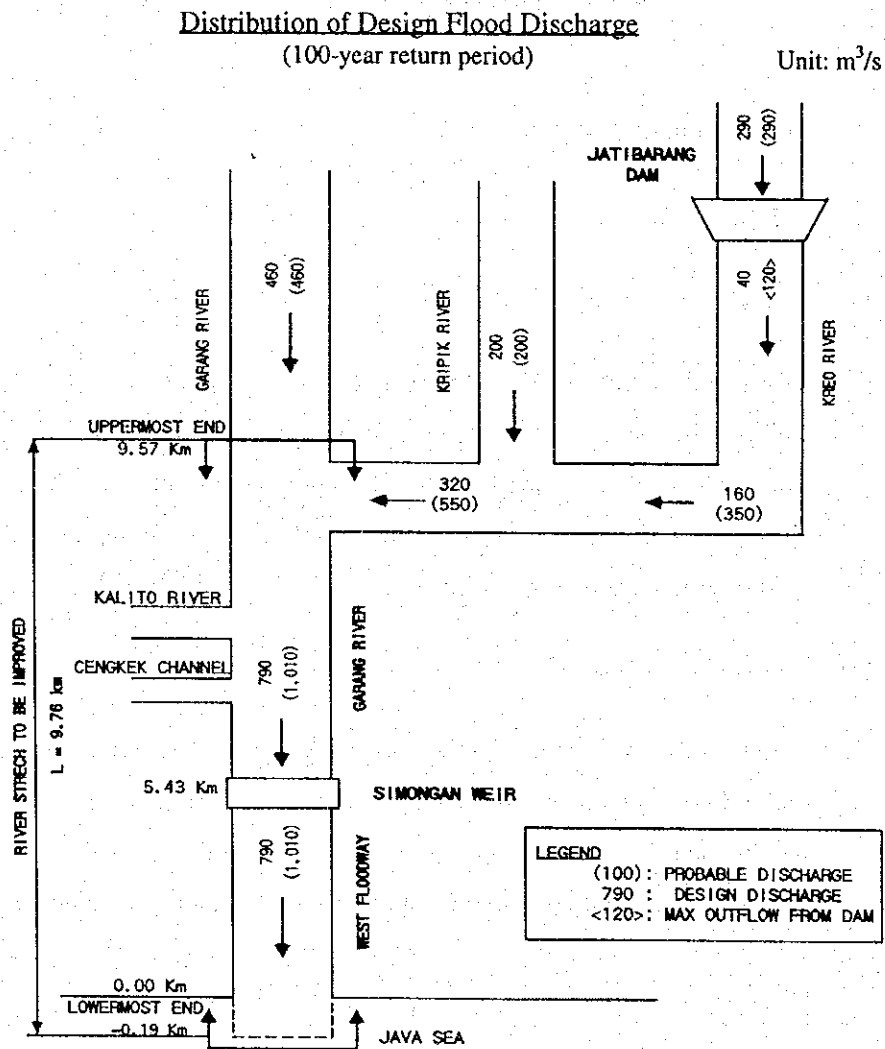 Distribution of Design Flood Discharge
(100-year return period)
Unit: m³/s
290
(290)
JATIBARANG
DAM
460
(460)
GARANG RIVER
KRIPIK RIVER
200
(200)
40
<120>
KREO RIVER
UPPERMOST END
9.57 Km
320
(550)
160
(350)
KALITO RIVER
CENGKEK CHANNEL
790
(1,010)
GARANG RIVER
RIVER STRECH TO BE IMPROVED
L = 9.76 km
5.43 Km
SIMONGAN WEIR
790
(1,010)
WEST FLOODWAY
LEGEND
(100): PROBABLE DISCHARGE
790 : DESIGN DISCHARGE
<120>: MAX OUTFLOW FROM DAM
0.00 Km
LOWERMOST END
-0.19 Km
JAVA SEA